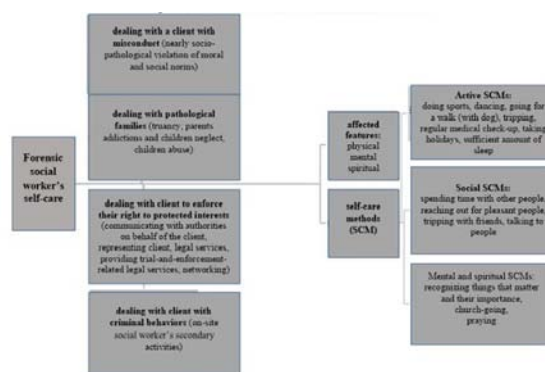 Forensic
social
worker's
self-care
dealing with a client with
misconduct (nearly socio-
pathological violation of moral
and social norms)
dealing with pathological
families (truancy, parents
addictions and children neglect,
children abuse)
dealing with client to enforce
their right to protected interests
(communicating with authorities
on behalf of the client,
representing client, legal services,
providing trial-and-enforcement-
related legal services, networking)
dealing with client with
criminal behaviors (on-site
social worker's secondary
activities)
affected
features:
physical
mental
spiritual
self-care
methods
(SCM)
Active SCMs:
doing sports, dancing, going for
a walk (with dog), tripping,
regular medical check-up, taking
holidays, sufficient amount of
sleep
Social SCMs:
spending time with other people,
reaching out for pleasant people,
tripping with friends, talking to
people
Mental and spiritual SCMs:
recognizing things that matter
and their importance,
church-going,
praying